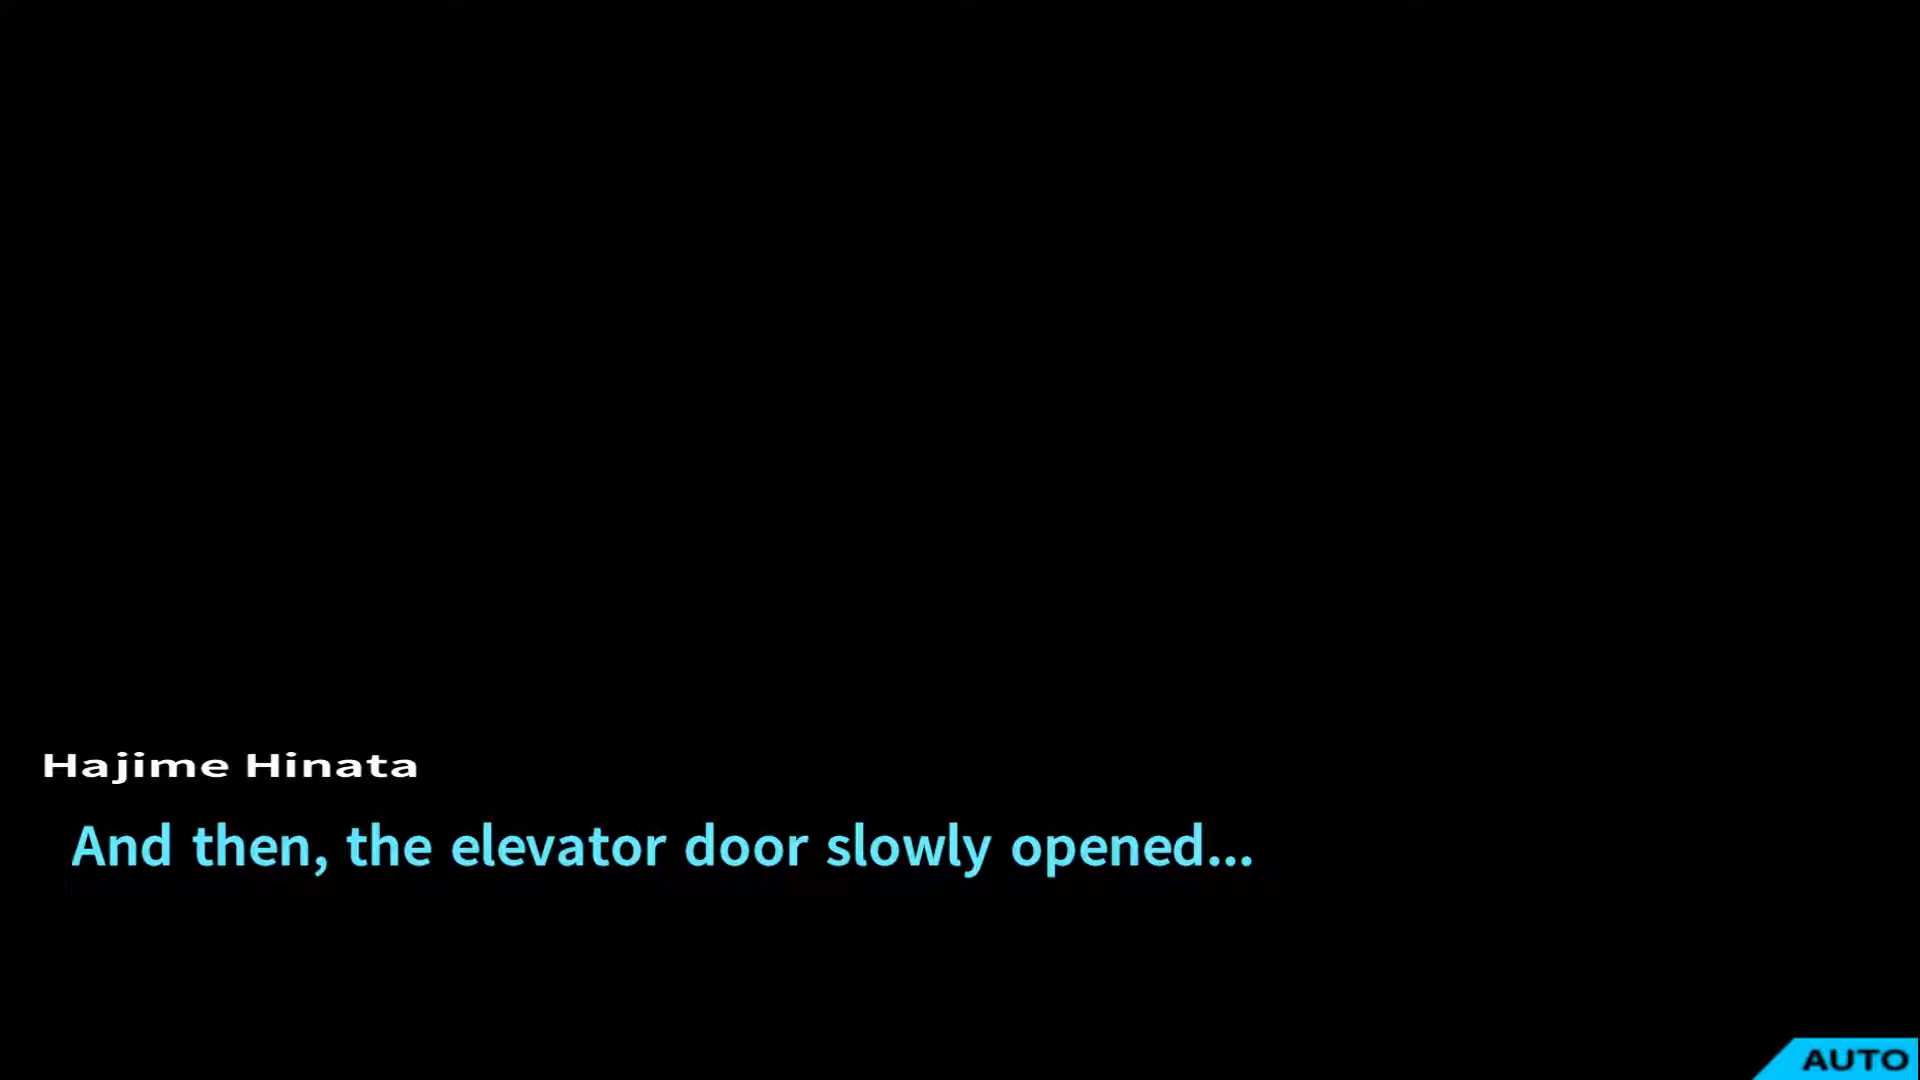 Hajime Hinata
And then, the elevator door slowly opened...
AUTO